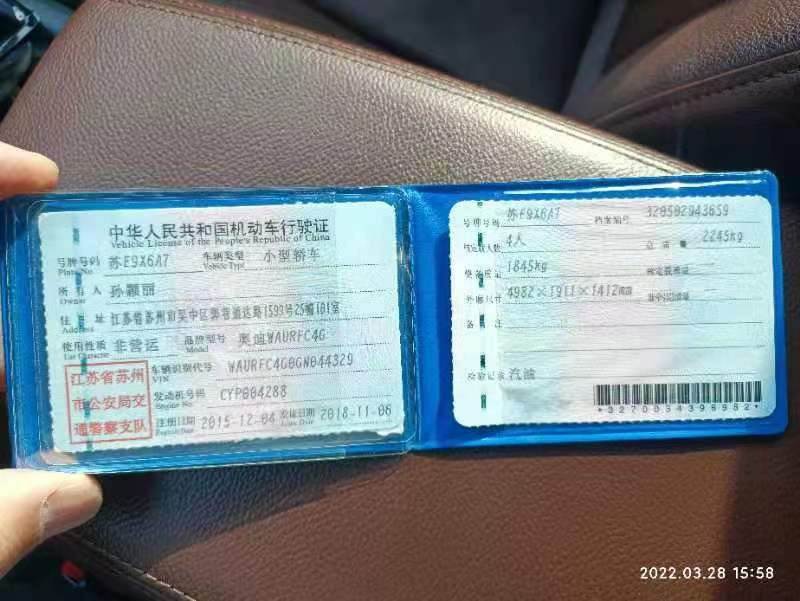 中华人民共和国机动车行驶证
Vehicle License of the People's Republic of China
号牌号码 苏E9X6A7 车辆类型 小型轿车
Plate No. Vehicle Type
所有人 孙颖丽
Owner
住址 江苏省苏州市吴中区 1599号25幢101室
Address
使用性质 非营运 品牌型号 奥迪WAURFC4G
Use Character Model
江苏省苏州
市公安局交
通警察支队
车辆识别代号 WAURFC4G0GN044329
VIN
发动机号码 CYP004288
Engine No.
注册日期 2015-12-04 发证日期 2018-11-06
Register Date Issue Date
号牌号码 苏E9X6A7 档案编号 320502943659
核定载人数 4人 总质量 2245kg
整备质量 1845kg 核定载质量
外廓尺寸 4982×1911×1412mm
备注
检验记录 汽油
*3270034398982*
2022.03.28 15:58